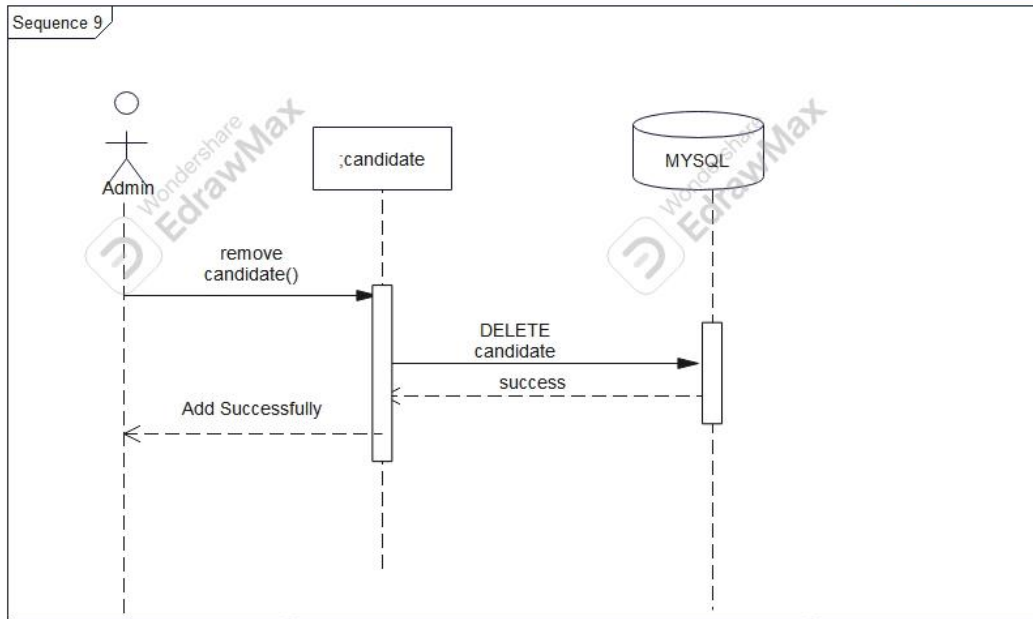 Sequence 9
Admin
;candidate
MYSQL
Wondershare
EdrawMax
Wondershare
EdrawMax
remove
candidate()
DELETE
candidate
success
Add Successfully